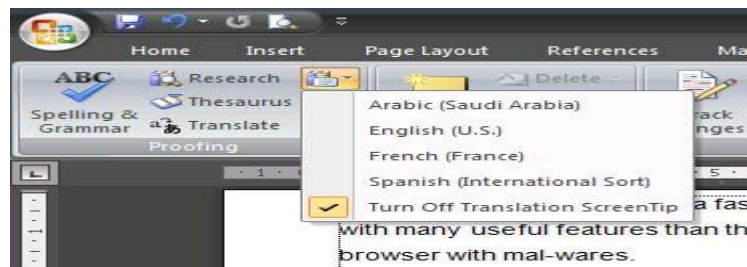 Home Insert Page Layout References Ma
ABC Research Delete
Spelling & Grammar Thesaurus
Translate
Proofing
Arabic (Saudi Arabia)
English (U.S.)
French (France)
Spanish (International Sort)
Turn Off Translation ScreenTip
rack
nges
1
5
a fas
with many useful features than th
browser with mal-wares.